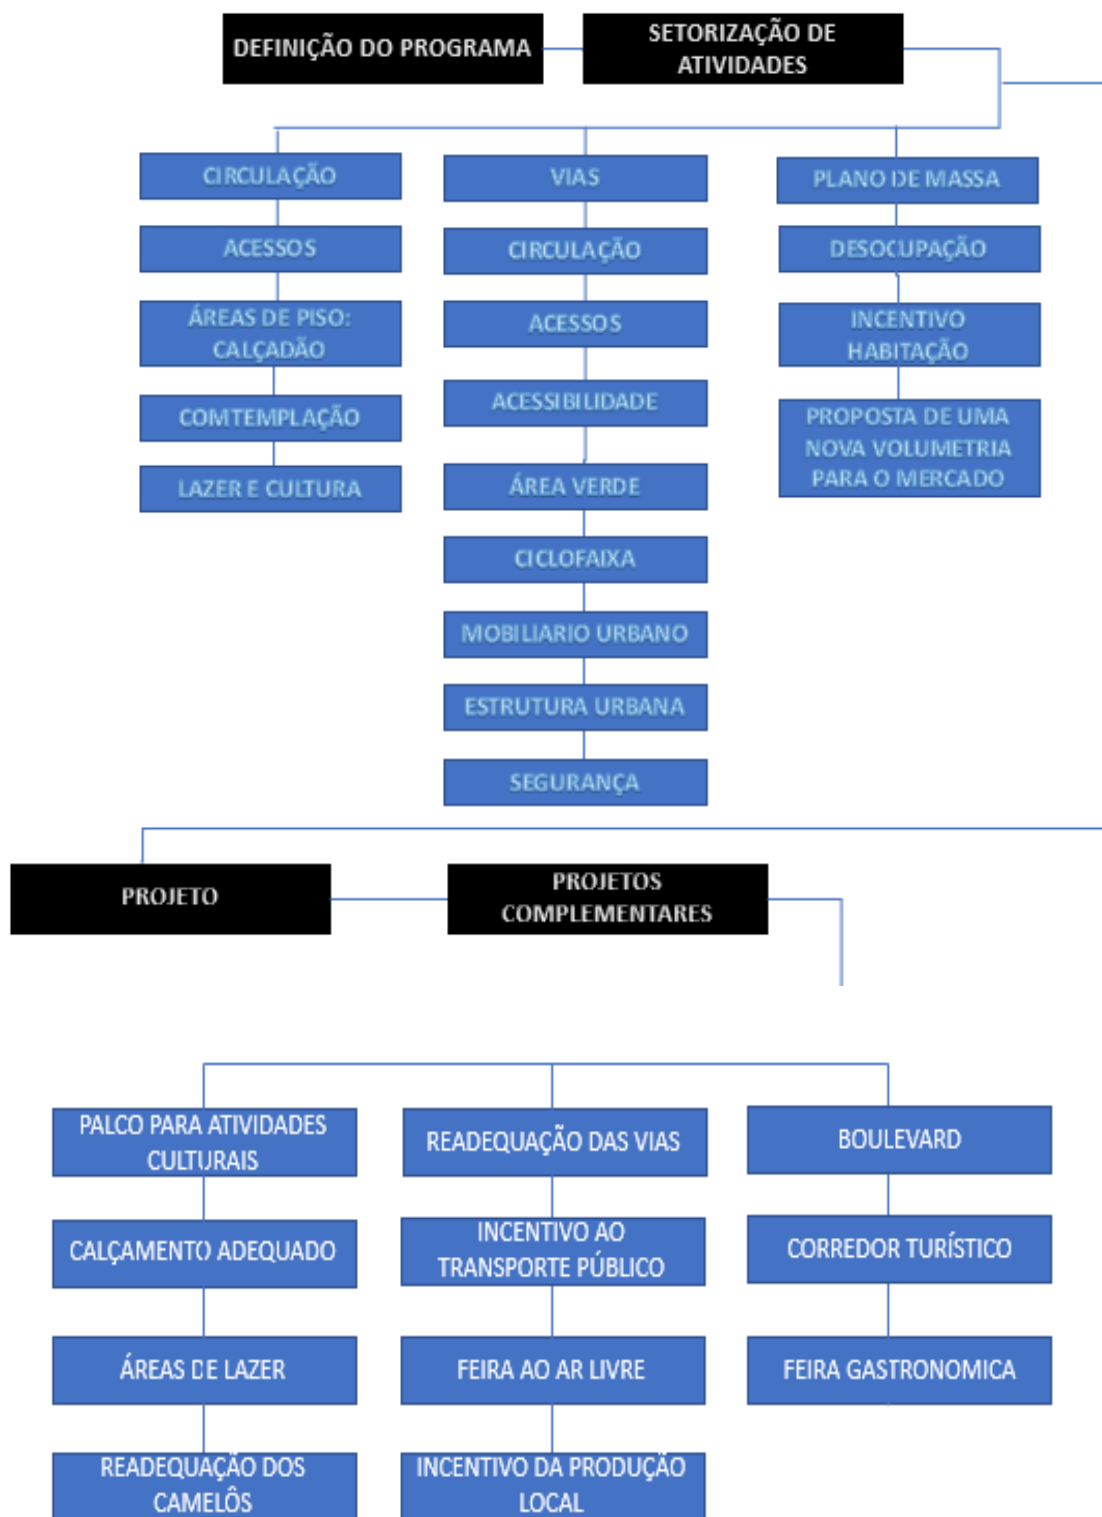 DEFINIÇÃO DO PROGRAMA
SETORIZAÇÃO DE
ATIVIDADES
CIRCULAÇÃO
ACESSOS
ÁREAS DE PISO:
CALÇADÃO
COMTEMPLAÇÃO
LAZER E CULTURA
VIAS
CIRCULAÇÃO
ACESSOS
ACESSIBILIDADE
ÁREA VERDE
CICLOFAIXA
MOBILIARIO URBANO
ESTRUTURA URBANA
SEGURANÇA
PLANO DE MASSA
DESOCUPAÇÃO
INCENTIVO
HABITAÇÃO
PROPOSTA DE UMA
NOVA VOLUMETRIA
PARA O MERCADO
PROJETO
PROJETOS
COMPLEMENTARES
PALCO PARA ATIVIDADES
CULTURAIS
CALÇAMENTO ADEQUADO
ÁREAS DE LAZER
READEQUAÇÃO DOS
CAMELÔS
READEQUAÇÃO DAS VIAS
INCENTIVO AO
TRANSPORTE PÚBLICO
FEIRA AO AR LIVRE
INCENTIVO DA PRODUÇÃO
LOCAL
BOULEVARD
CORREDOR TURÍSTICO
FEIRA GASTRONOMICA